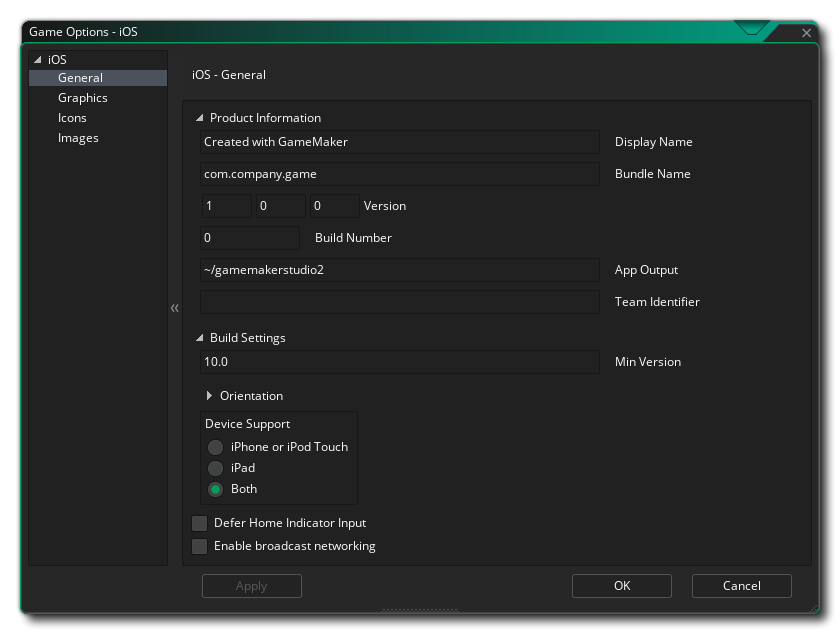 Game Options - iOS
iOS
General
Graphics
Icons
Images
iOS - General
Product Information
Created with GameMaker Display Name
com.company.game Bundle Name
1 0 0 Version
0 Build Number
~/gamemakerstudio2 App Output
Team Identifier
Build Settings
10.0 Min Version
Orientation
Device Support
iPhone or iPod Touch
iPad
Both
Defer Home Indicator Input
Enable broadcast networking
Apply OK Cancel